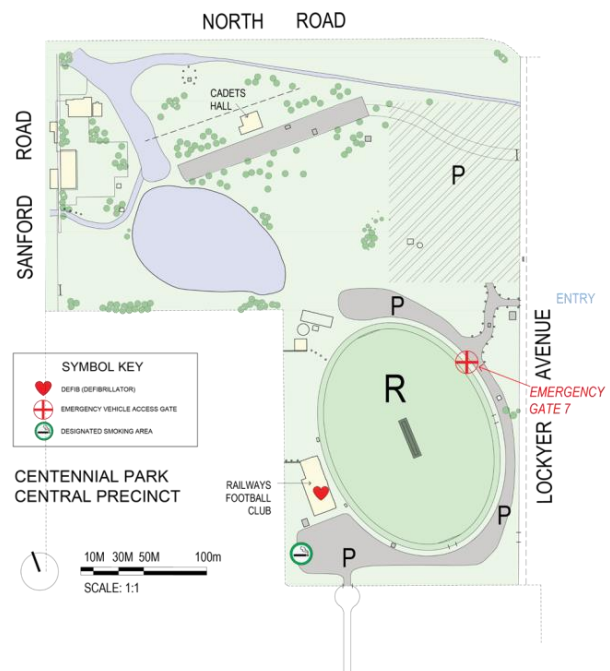 NORTH ROAD
CADETS
HALL
SANFORD ROAD
P
ENTRY
P
R
EMERGENCY
GATE 7
LOCKYER AVENUE
SYMBOL KEY
DEFIB (DEFIBRILLATOR)
EMERGENCY VEHICLE ACCESS GATE
DESIGNATED SMOKING AREA
CENTENNIAL PARK
CENTRAL PRECINCT
RAILWAYS
FOOTBALL
CLUB
P
P
10M 30M 50M 100m
SCALE: 1:1